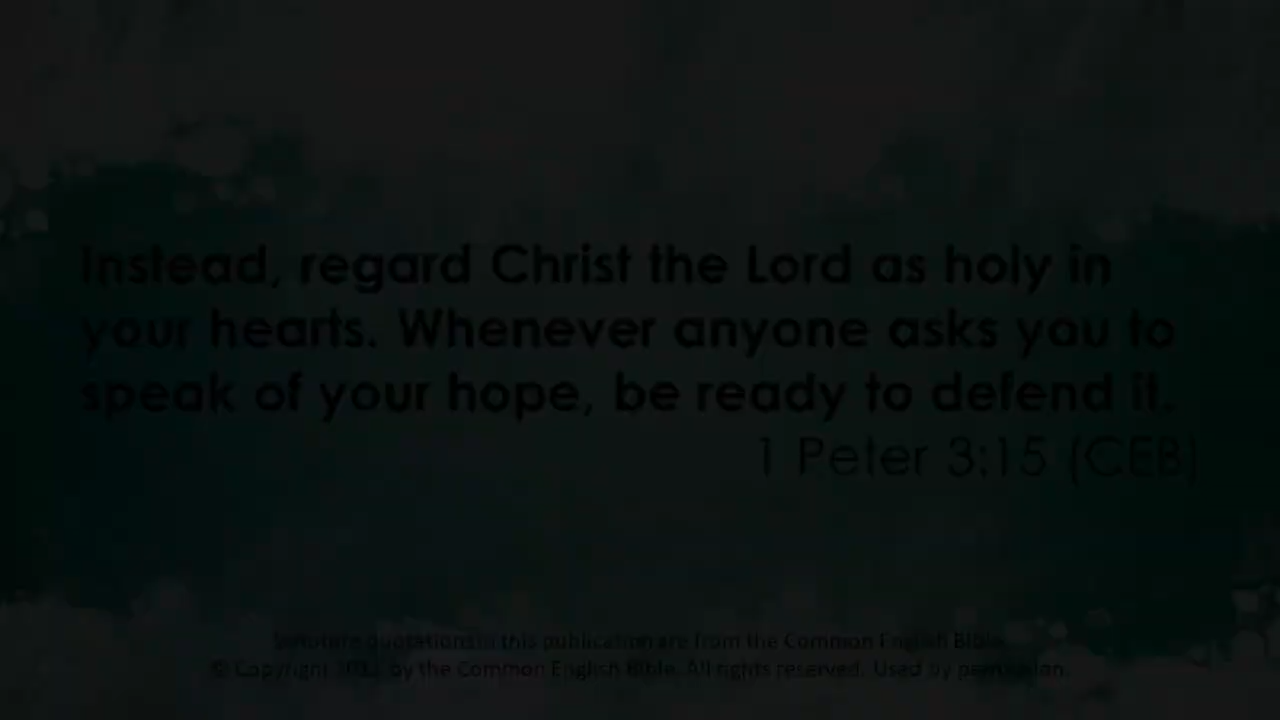 Instead, regard Christ the Lord as holy in
your hearts. Whenever anyone asks you to
speak of your hope, be ready to defend it.
1 Peter 3:15 (CEB)
Scripture quotations in this publication are from the Common English Bible.
© Copyright by the Common English Bible. All rights reserved. Used by permission.